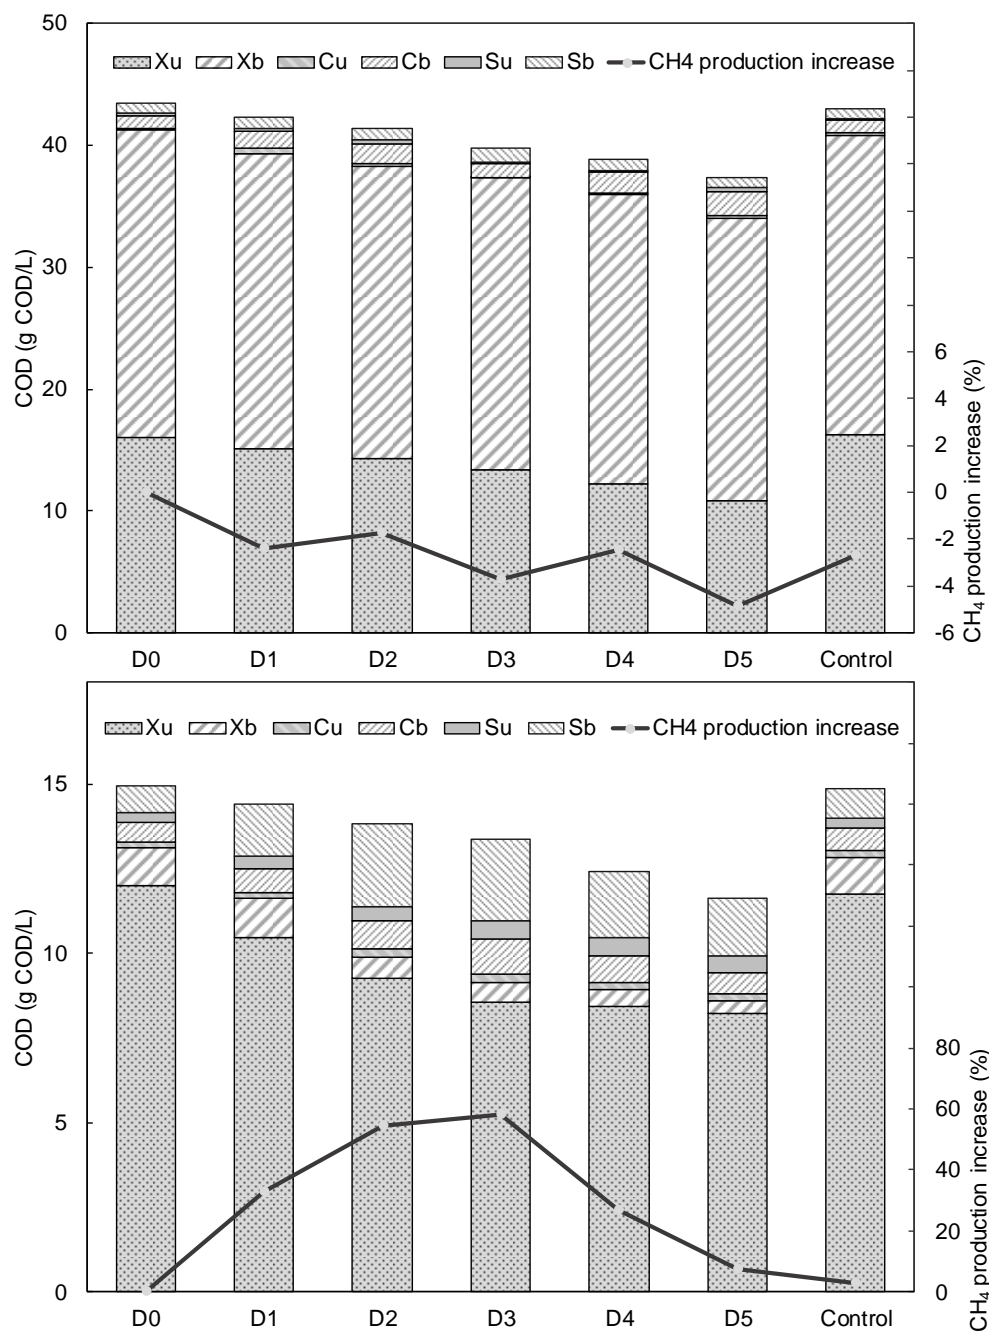 50
Xu Xb Cu Cb Su Sb CH4 production increase
40
30
20
10
0
COD (g COD/L)
6
4
2
0
-2
-4
-6
CH₄ production increase (%)
D0 D1 D2 D3 D4 D5 Control
Xu Xb Cu Cb Su Sb CH4 production increase
15
10
5
0
COD (g COD/L)
80
60
40
20
0
CH₄ production increase (%)
D0 D1 D2 D3 D4 D5 Control